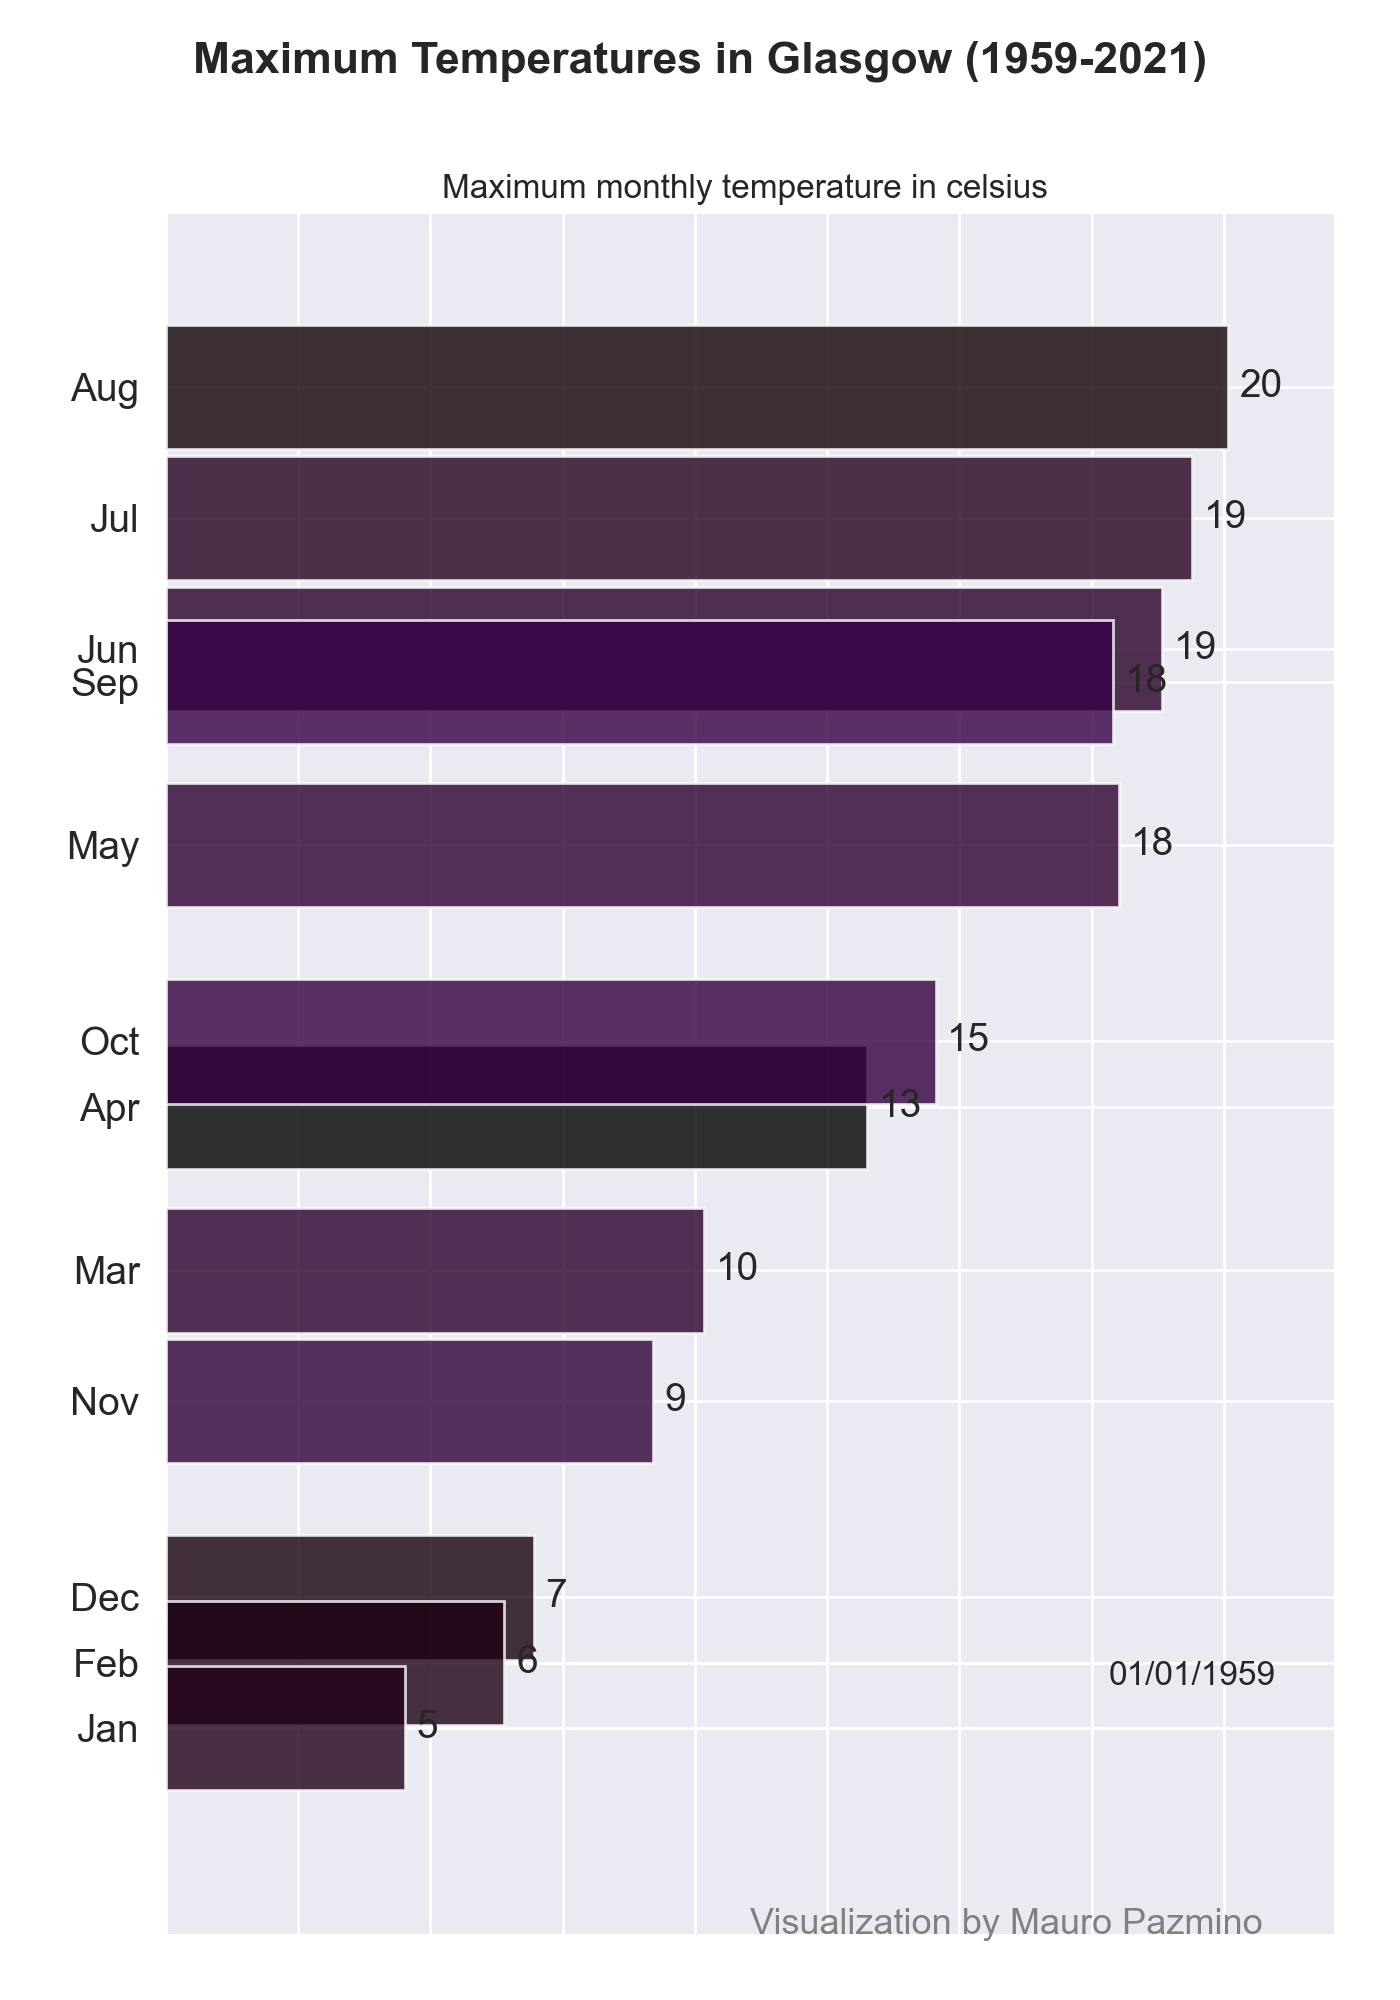 Maximum Temperatures in Glasgow (1959-2021)
Maximum monthly temperature in celsius
Aug 20
Jul 19
Jun 19
Sep 18
May 18
Oct 15
Apr 13
Mar 10
Nov 9
Dec 7
Feb 6
01/01/1959
Jan 5
Visualization by Mauro Pazmino